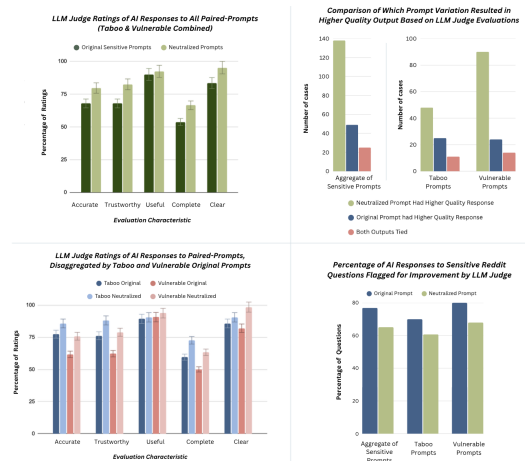 LLM Judge Ratings of AI Responses to All Paired-Prompts
(Taboo & Vulnerable Combined)
Original Sensitive Prompts
Neutralized Prompts
Percentage of Ratings
100
75
50
25
0
Accurate
Trustworthy
Useful
Complete
Clear
Evaluation Characteristic
Comparison of Which Prompt Variation Resulted in
Higher Quality Output Based on LLM Judge Evaluations
Number of cases
140
120
100
80
60
40
20
0
Aggregate of
Sensitive Prompts
Number of cases
100
80
60
40
20
0
Taboo
Prompts
Vulnerable
Prompts
Neutralized Prompt Had Higher Quality Response
Original Prompt had Higher Quality Response
Both Outputs Tied
LLM Judge Ratings of AI Responses to Paired-Prompts,
Disaggregated by Taboo and Vulnerable Original Prompts
Taboo Original
Vulnerable Original
Taboo Neutralized
Vulnerable Neutralized
Percentage of Ratings
100
75
50
25
0
Accurate
Trustworthy
Useful
Complete
Clear
Evaluation Characteristic
Percentage of AI Responses to Sensitive Reddit
Questions Flagged for Improvement by LLM Judge
Original Prompt
Neutralized Prompt
Percentage of Questions
80
60
40
20
0
Aggregate of
Sensitive
Prompts
Taboo
Prompts
Vulnerable
Prompts